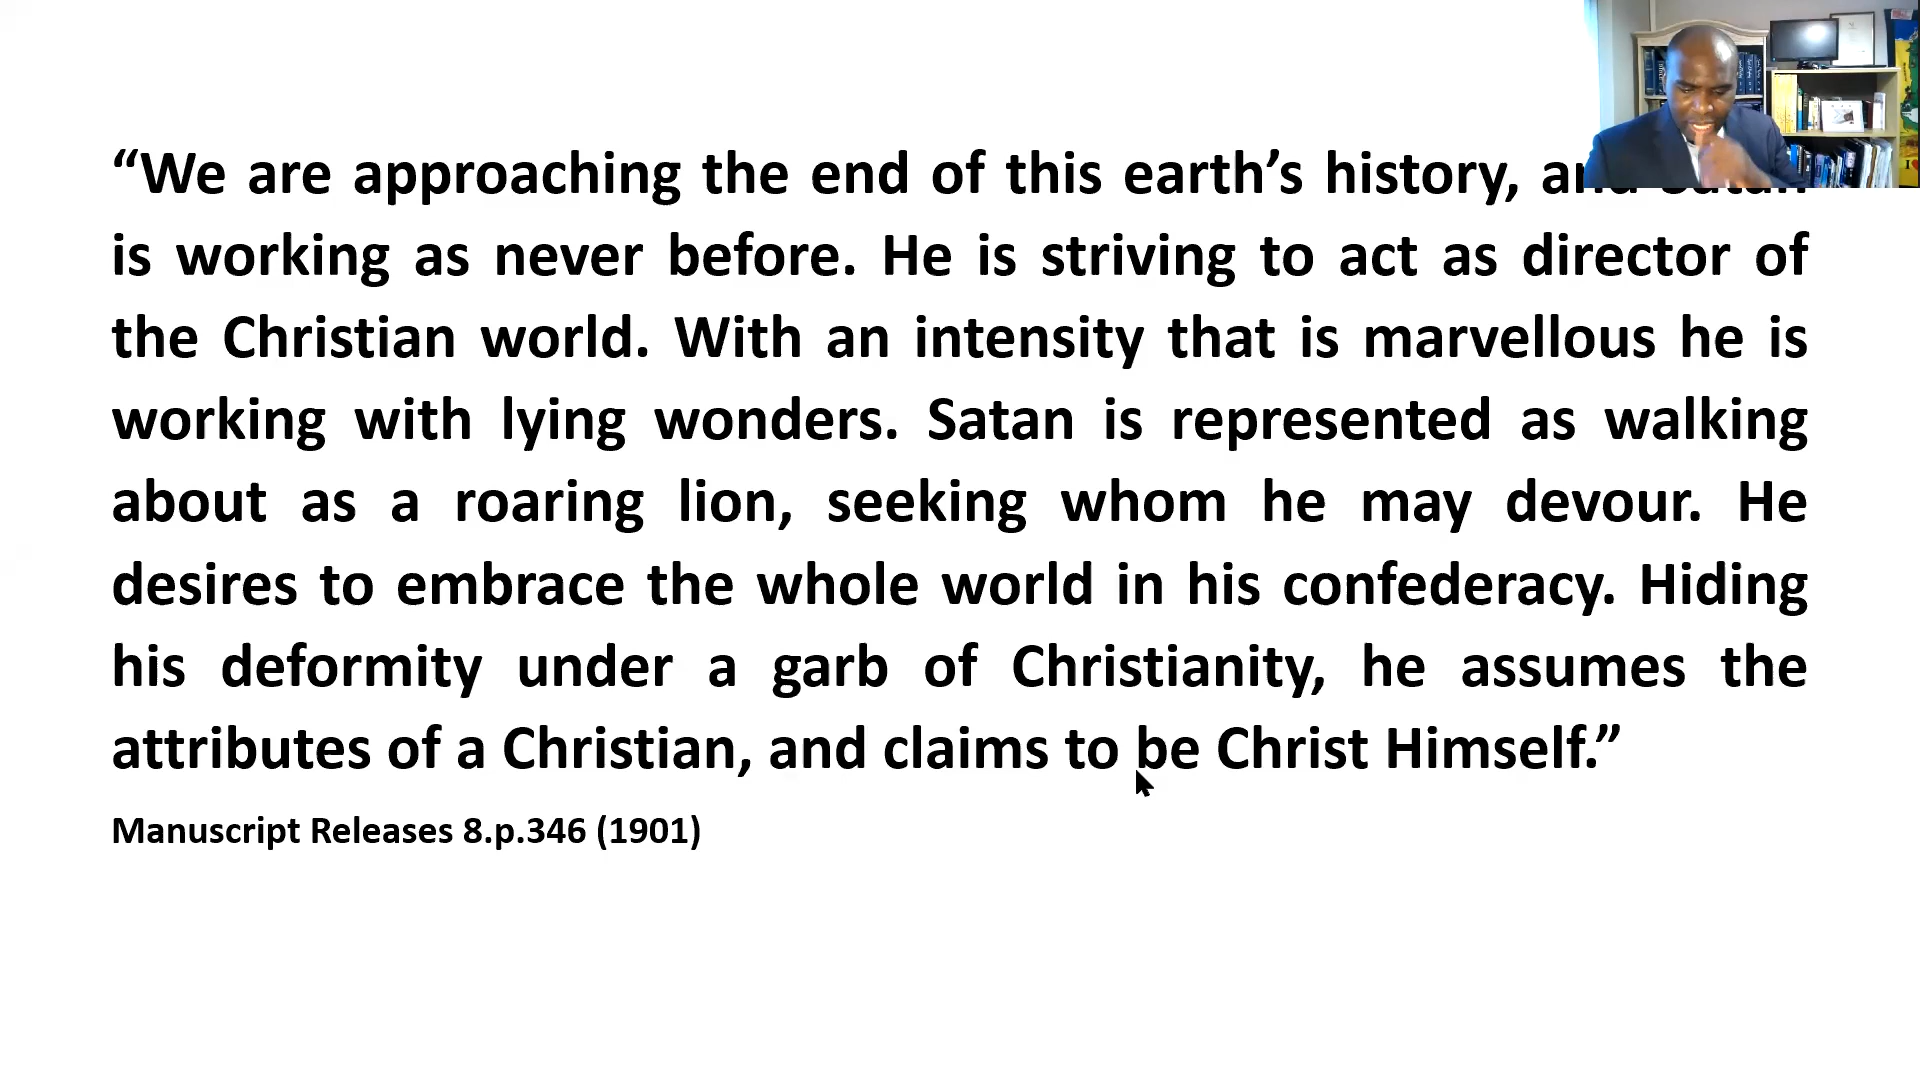 “We are approaching the end of this earth’s history, and Satan
is working as never before. He is striving to act as director of
the Christian world. With an intensity that is marvellous he is
working with lying wonders. Satan is represented as walking
about as a roaring lion, seeking whom he may devour. He
desires to embrace the whole world in his confederacy. Hiding
his deformity under a garb of Christianity, he assumes the
attributes of a Christian, and claims to be Christ Himself.”
Manuscript Releases 8.p.346 (1901)